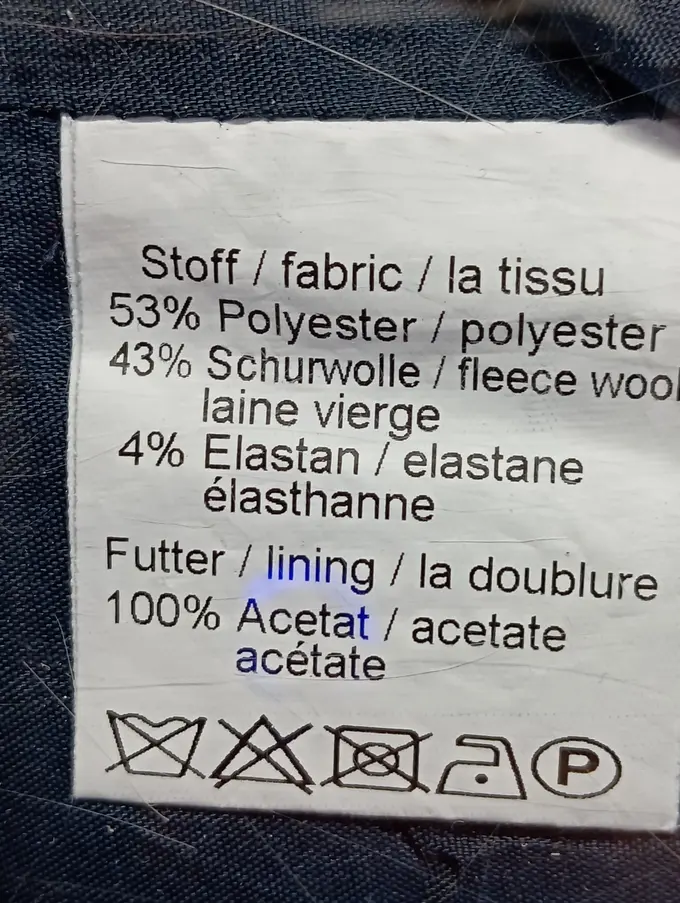 Stoff / fabric / la tissu
53% Polyester / polyester
43% Schurwolle / fleece wool
laine vierge
4% Elastan / elastane
élasthanne
Futter / lining / la doublure
100% Acetat / acetate
acétate
P